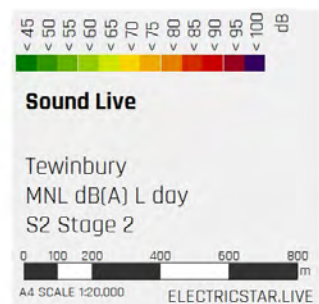 < 45 < 50 < 55 < 60 < 65 < 70 < 75 < 80 < 85 < 90 < 95 < 100 dB
Sound Live
Tewinbury
MNL dB(A) L day
S2 Stage 2
0 100 200 400 600 800
m
A4 SCALE 1:20.000 ELECTRICSTAR.LIVE